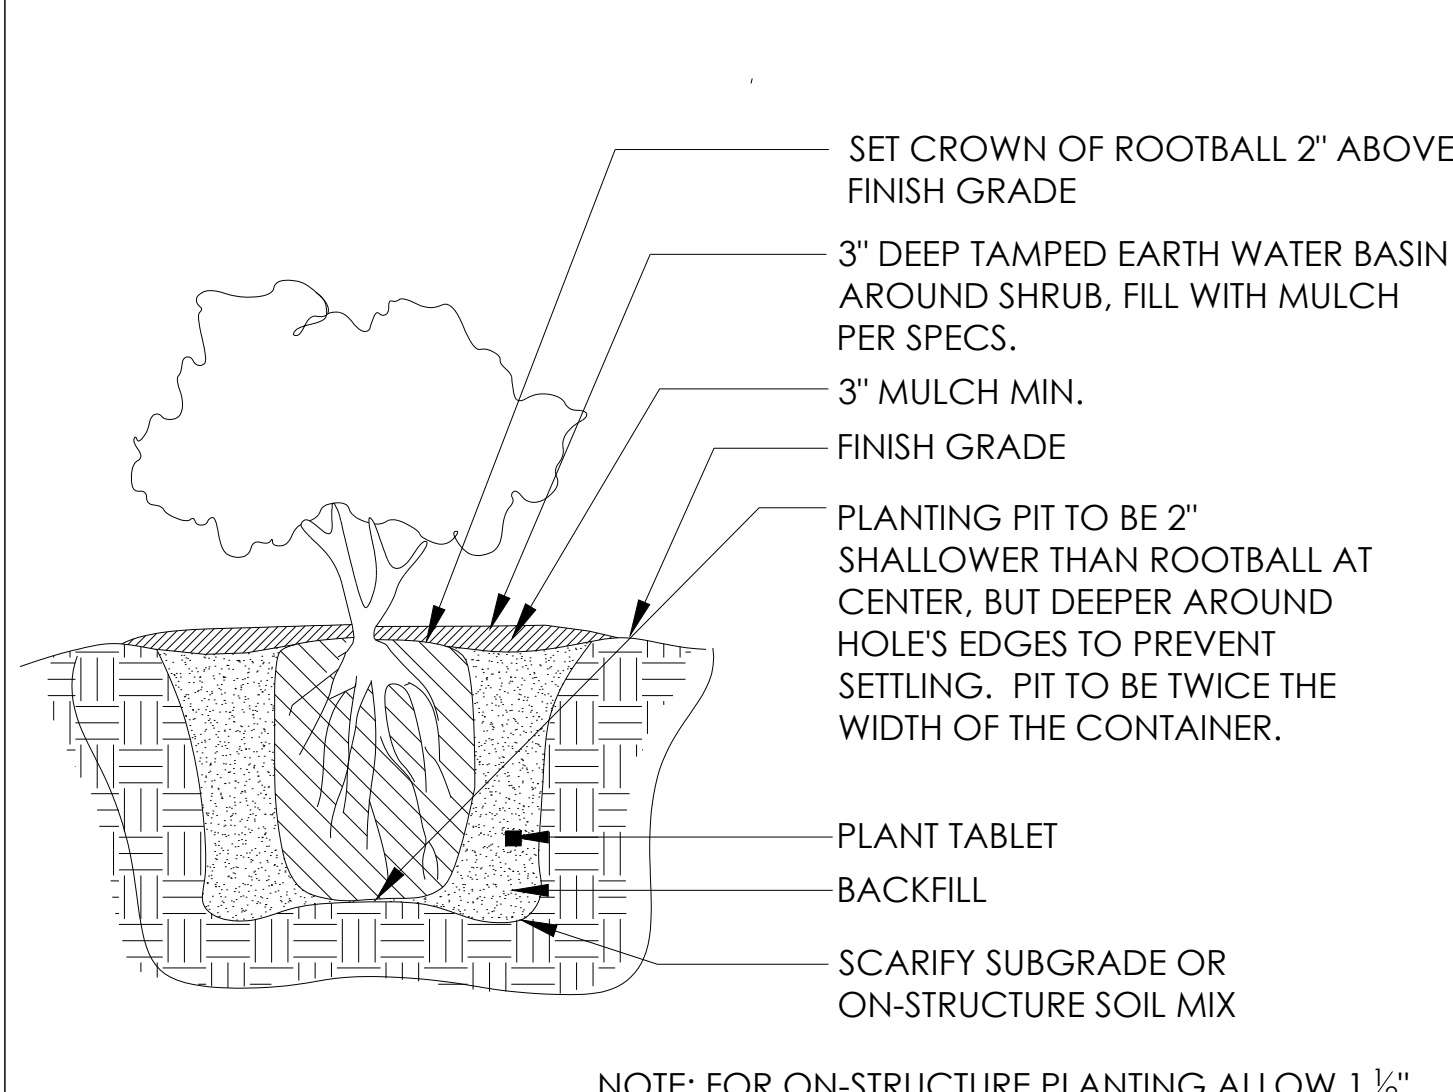 SET CROWN OF ROOTBALL 2" ABOVE
FINISH GRADE
3" DEEP TAMPED EARTH WATER BASIN
AROUND SHRUB, FILL WITH MULCH
PER SPECS.
3" MULCH MIN.
FINISH GRADE
PLANTING PIT TO BE 2"
SHALLOWER THAN ROOTBALL AT
CENTER, BUT DEEPER AROUND
HOLE'S EDGES TO PREVENT
SETTLING. PIT TO BE TWICE THE
WIDTH OF THE CONTAINER.
PLANT TABLET
BACKFILL
SCARIFY SUBGRADE OR
ON-STRUCTURE SOIL MIX
NOTE: FOR ON-STRUCTURE PLANTING ALLOW 1 ½"